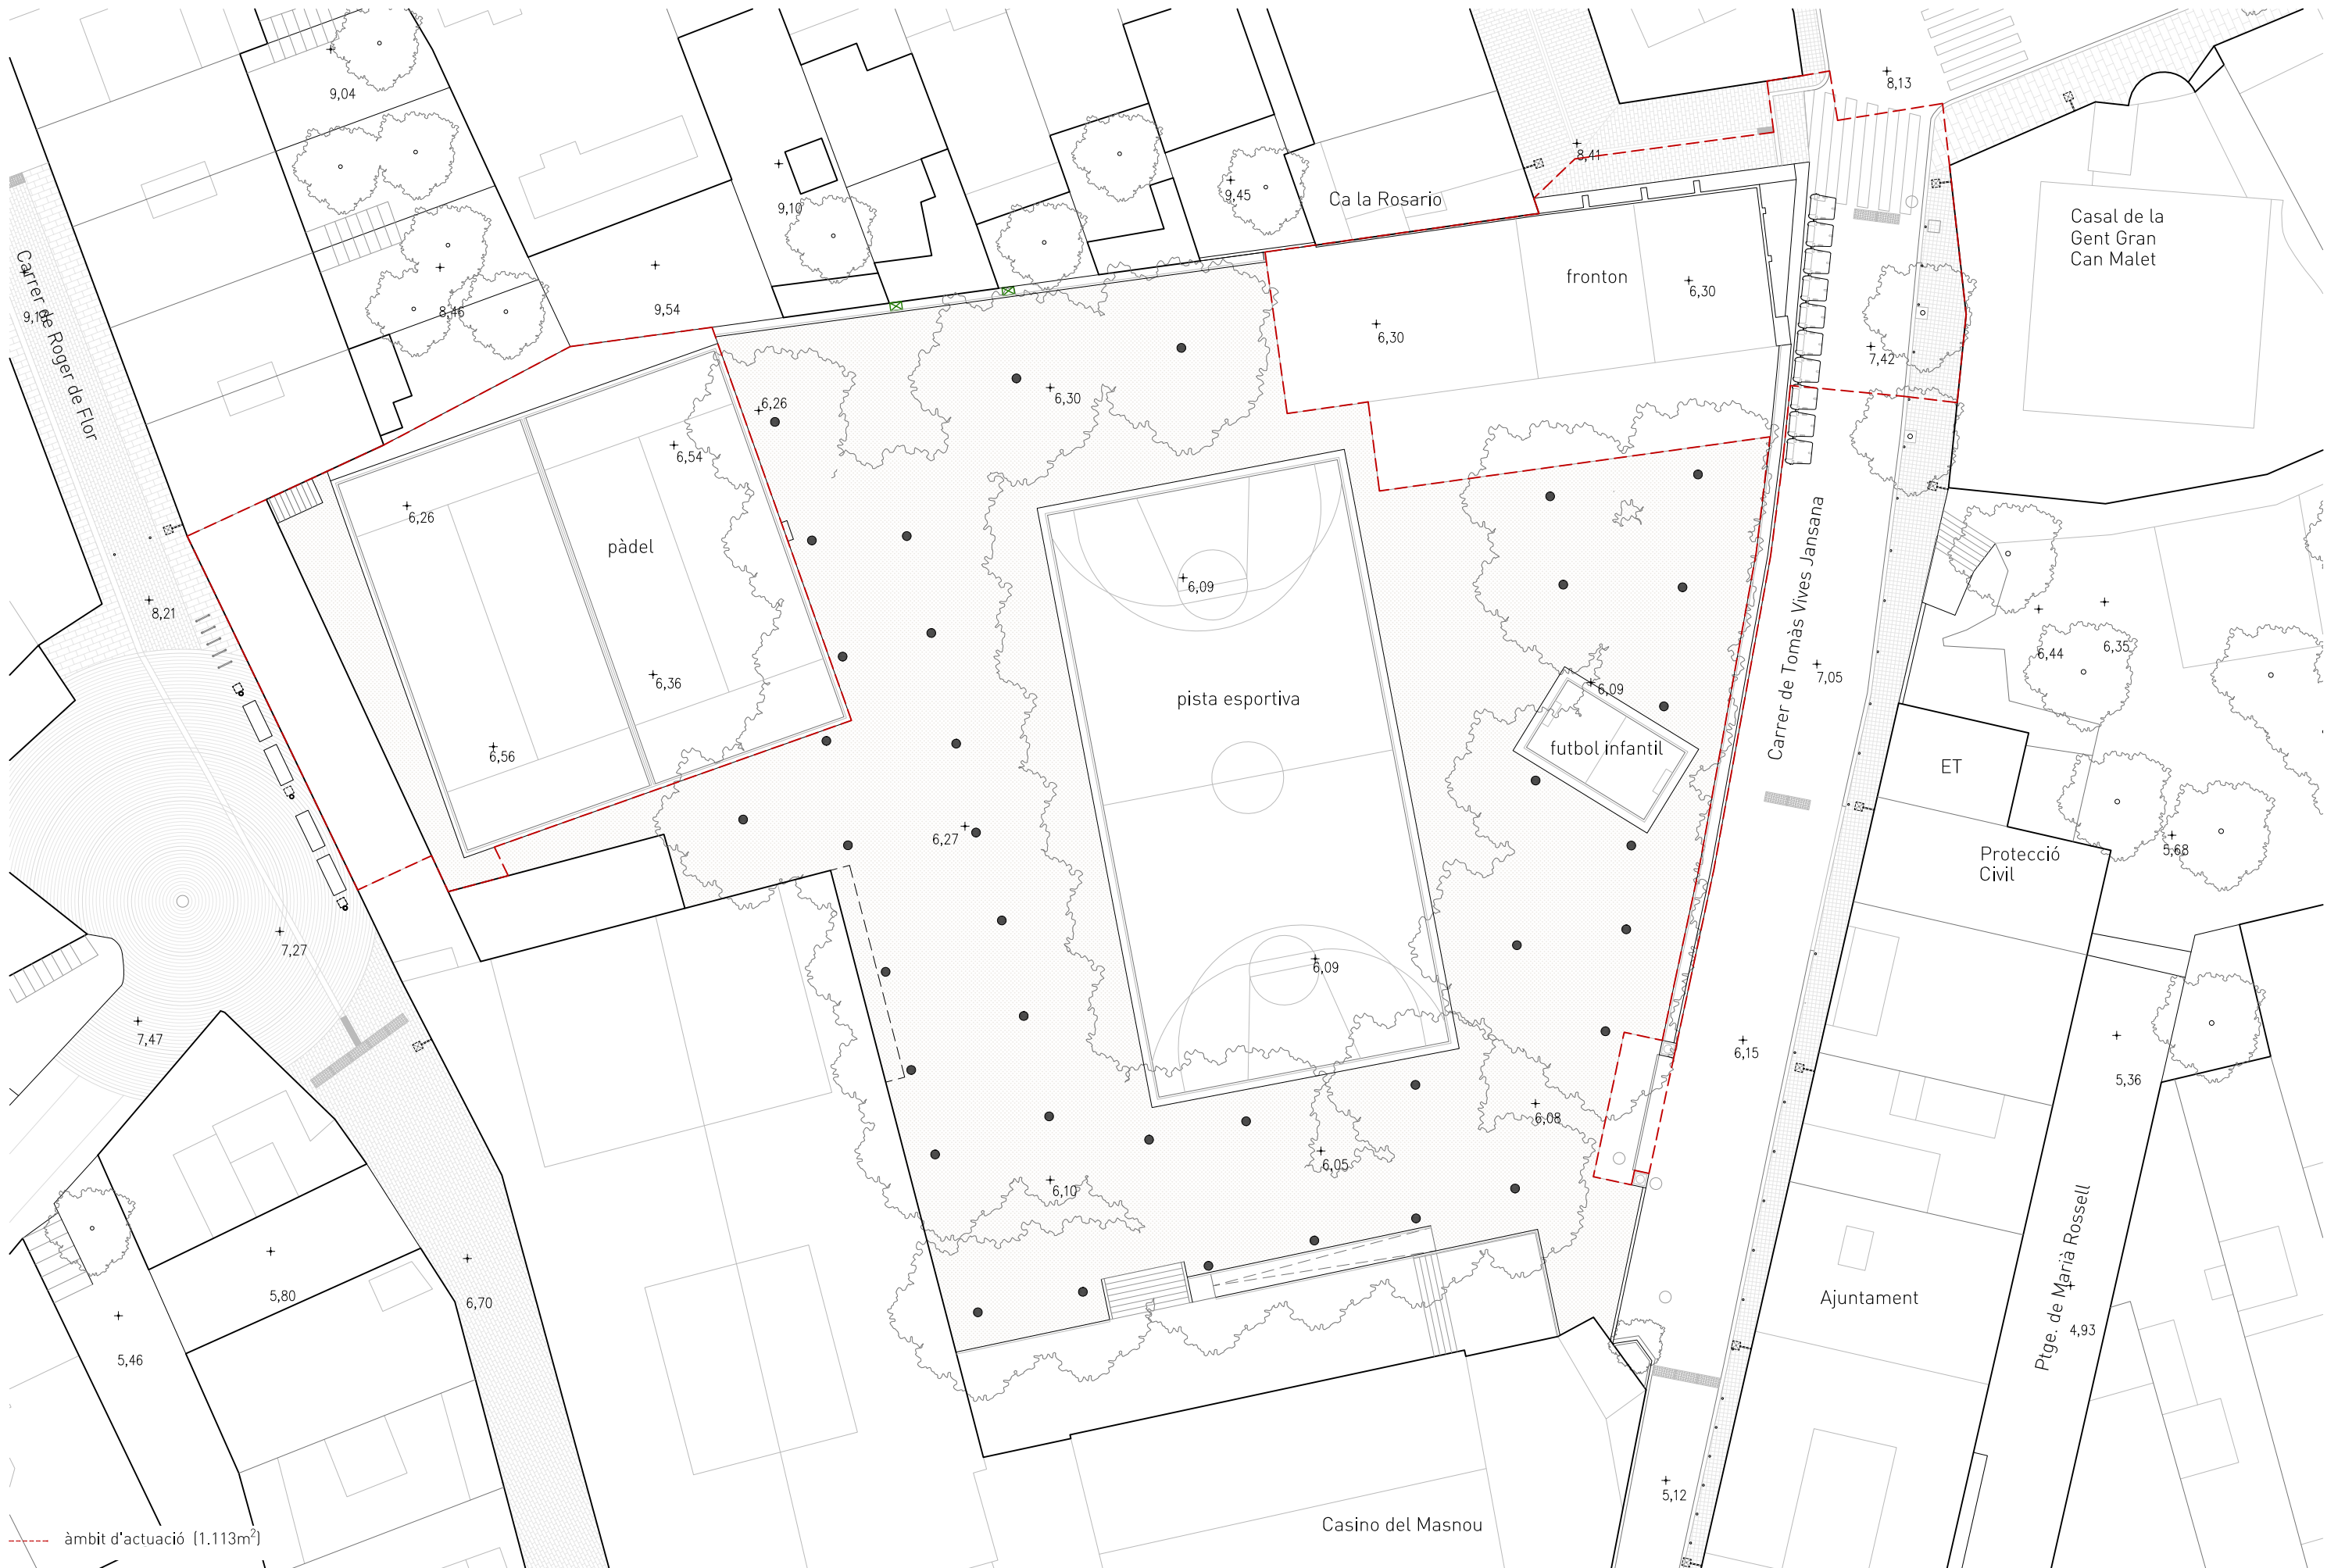 9,04
8,13
8,41
9,10
9,45
Ca la Rosario
Casal de la
Gent Gran
Can Malet
fronton
6,30
Carrer de Roger de Flor
8,46
9,54
6,30
7,42
6,26
6,30
6,54
6,26
pàdel
6,09
Carrer de Tomàs Vives Jansana
8,21
6,44
6,35
6,36
6,09
7,05
pista esportiva
6,56
futbol infantil
ET
6,27
5,68
Protecció
Civil
7,27
6,09
7,47
6,15
5,36
6,08
6,05
6,10
Ptge. de Marià Rossell
5,80
6,70
Ajuntament
4,93
5,46
5,12
Casino del Masnou
àmbit d'actuació (1.113m²)